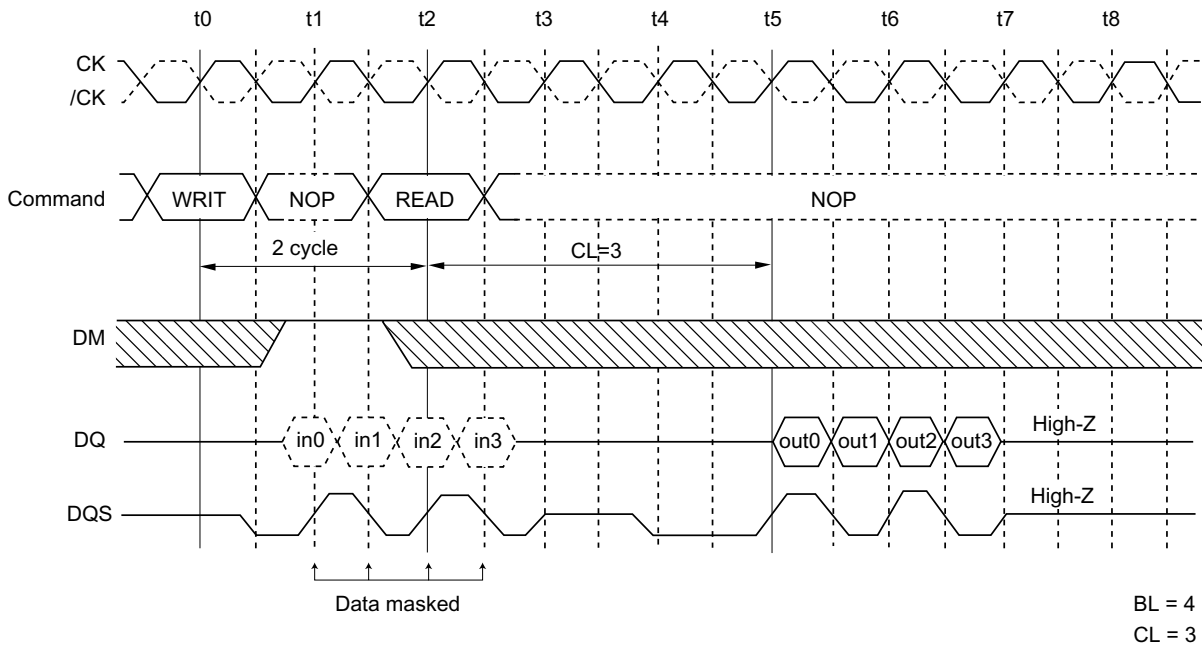 t0 t1 t2 t3 t4 t5 t6 t7 t8
CK
/CK
Command WRIT NOP READ NOP
2 cycle CL=3
DM
DQ in0 in1 in2 in3 out0 out1 out2 out3 High-Z
DQS High-Z
Data masked
BL = 4
CL = 3